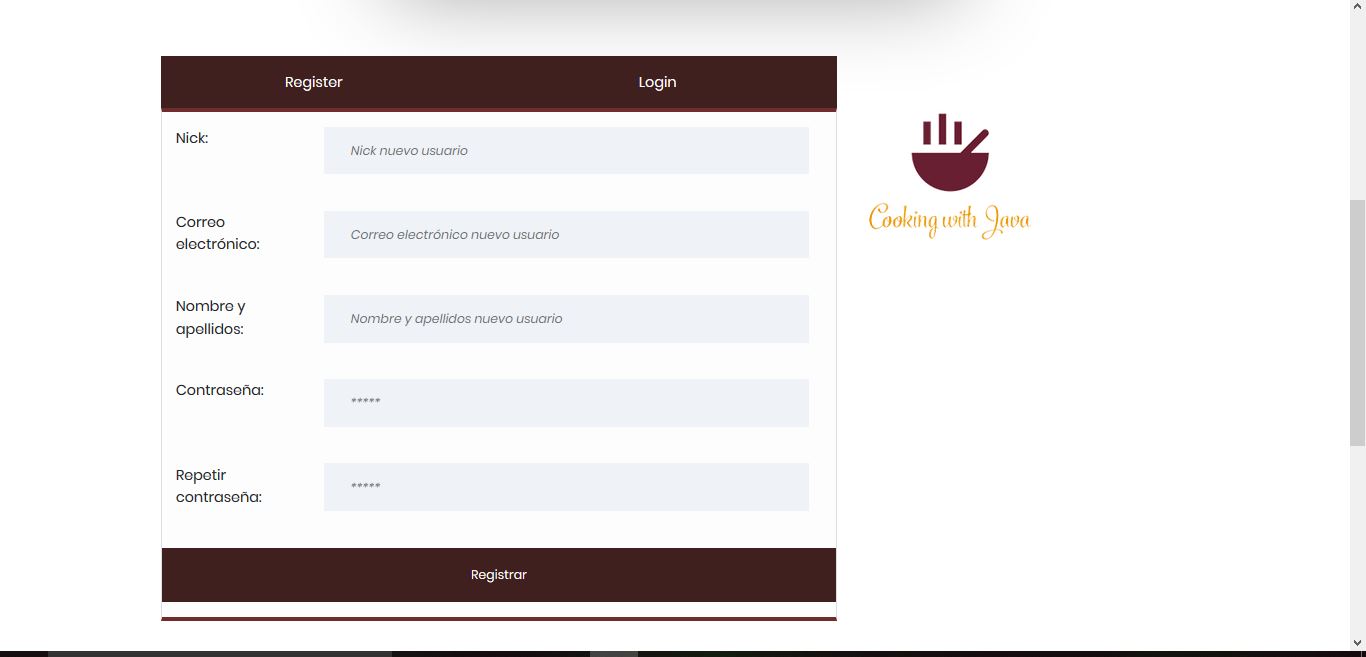 Register
Login
Nick:
Nick nuevo usuario
Correo
electrónico:
Correo electrónico nuevo usuario
Nombre y
apellidos:
Nombre y apellidos nuevo usuario
Contraseña:
*****
Repetir
contraseña:
*****
Registrar
Cooking with Java